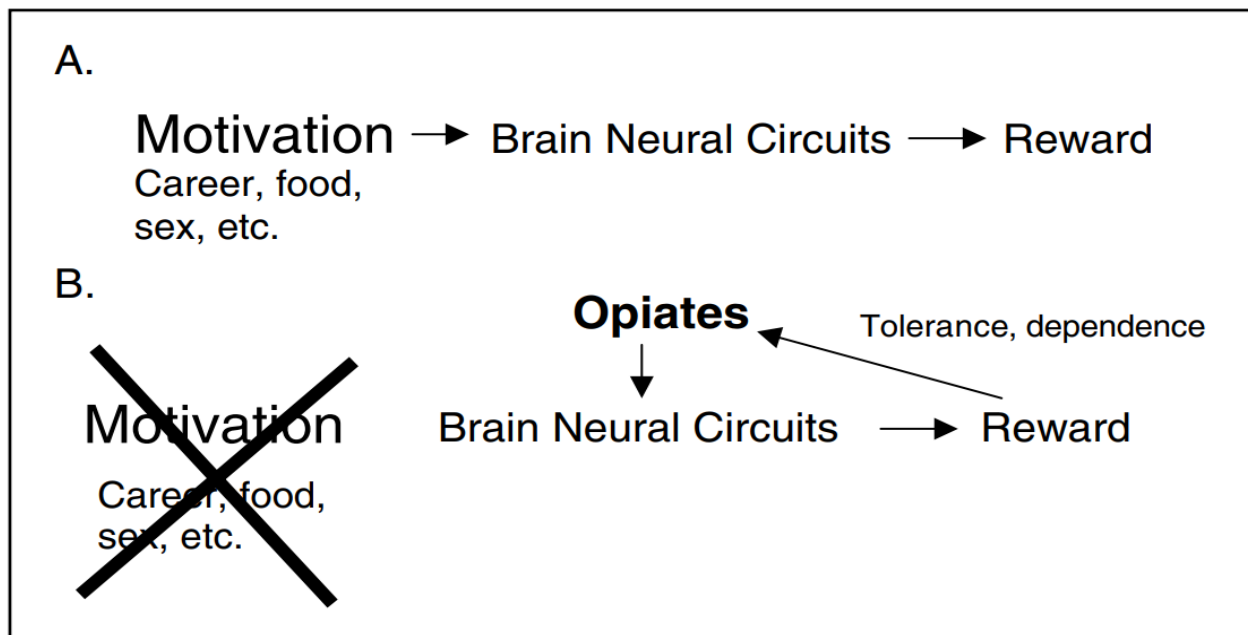 A.
Motivation
Brain Neural Circuits
Reward
Career, food,
sex, etc.
B.
Opiates
Tolerance, dependence
Motivation
Brain Neural Circuits
Reward
Career, food,
sex, etc.